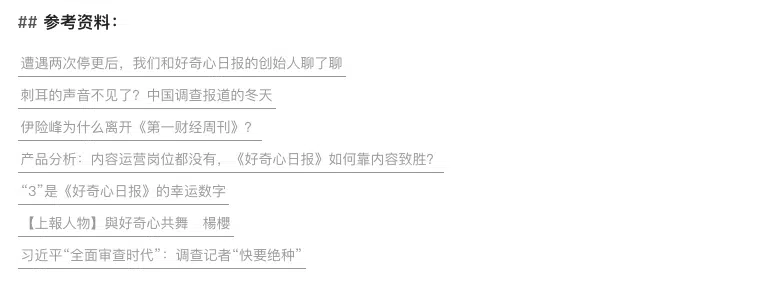 ## 参考资料：
遭遇两次停更后，我们和好奇心日报的创始人聊了聊
刺耳的声音不见了？中国调查报道的冬天
伊险峰为什么离开《第一财经周刊》？
产品分析：内容运营岗位都没有，《好奇心日报》如何靠内容致胜？
“3”是《好奇心日报》的幸运数字
【上報人物】與好奇心共舞　楊櫻
习近平“全面审查时代”：调查记者“快要绝种”